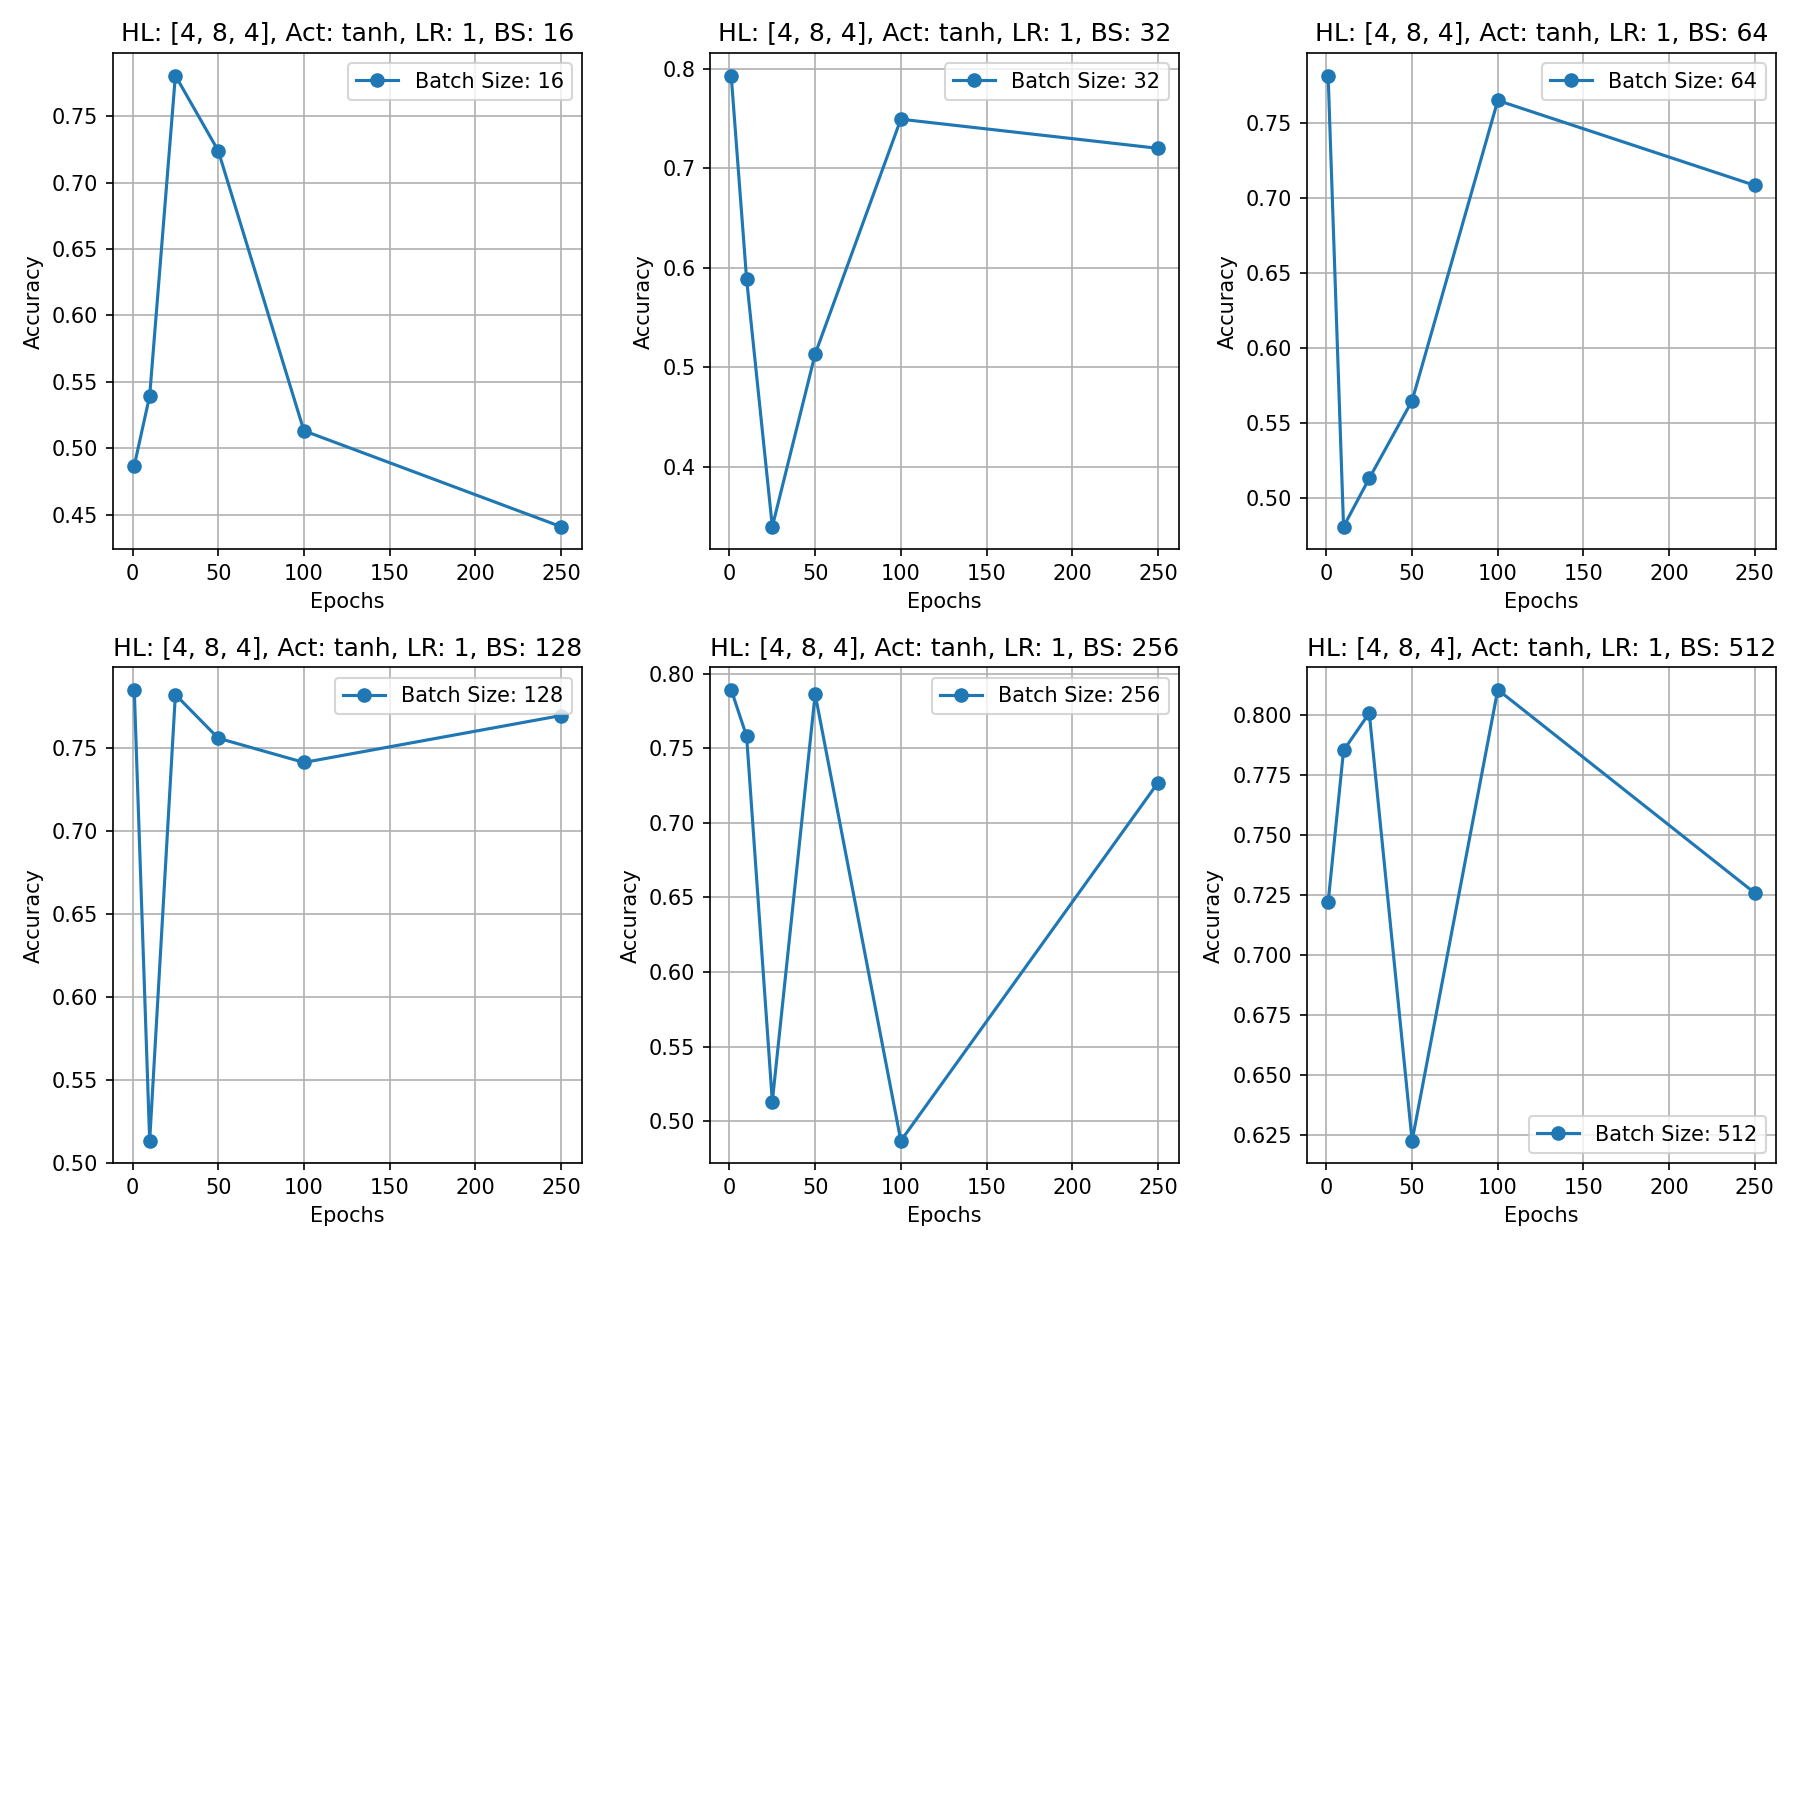 HL: [4, 8, 4], Act: tanh, LR: 1, BS: 16
Batch Size: 16
Accuracy
0.75
0.70
0.65
0.60
0.55
0.50
0.45
0 50 100 150 200 250
Epochs
HL: [4, 8, 4], Act: tanh, LR: 1, BS: 32
Batch Size: 32
Accuracy
0.8
0.7
0.6
0.5
0.4
0 50 100 150 200 250
Epochs
HL: [4, 8, 4], Act: tanh, LR: 1, BS: 64
Batch Size: 64
Accuracy
0.75
0.70
0.65
0.60
0.55
0.50
0 50 100 150 200 250
Epochs
HL: [4, 8, 4], Act: tanh, LR: 1, BS: 128
Batch Size: 128
Accuracy
0.75
0.70
0.65
0.60
0.55
0.50
0 50 100 150 200 250
Epochs
HL: [4, 8, 4], Act: tanh, LR: 1, BS: 256
Batch Size: 256
Accuracy
0.80
0.75
0.70
0.65
0.60
0.55
0.50
0 50 100 150 200 250
Epochs
HL: [4, 8, 4], Act: tanh, LR: 1, BS: 512
Accuracy
0.800
0.775
0.750
0.725
0.700
0.675
0.650
0.625
Batch Size: 512
0 50 100 150 200 250
Epochs